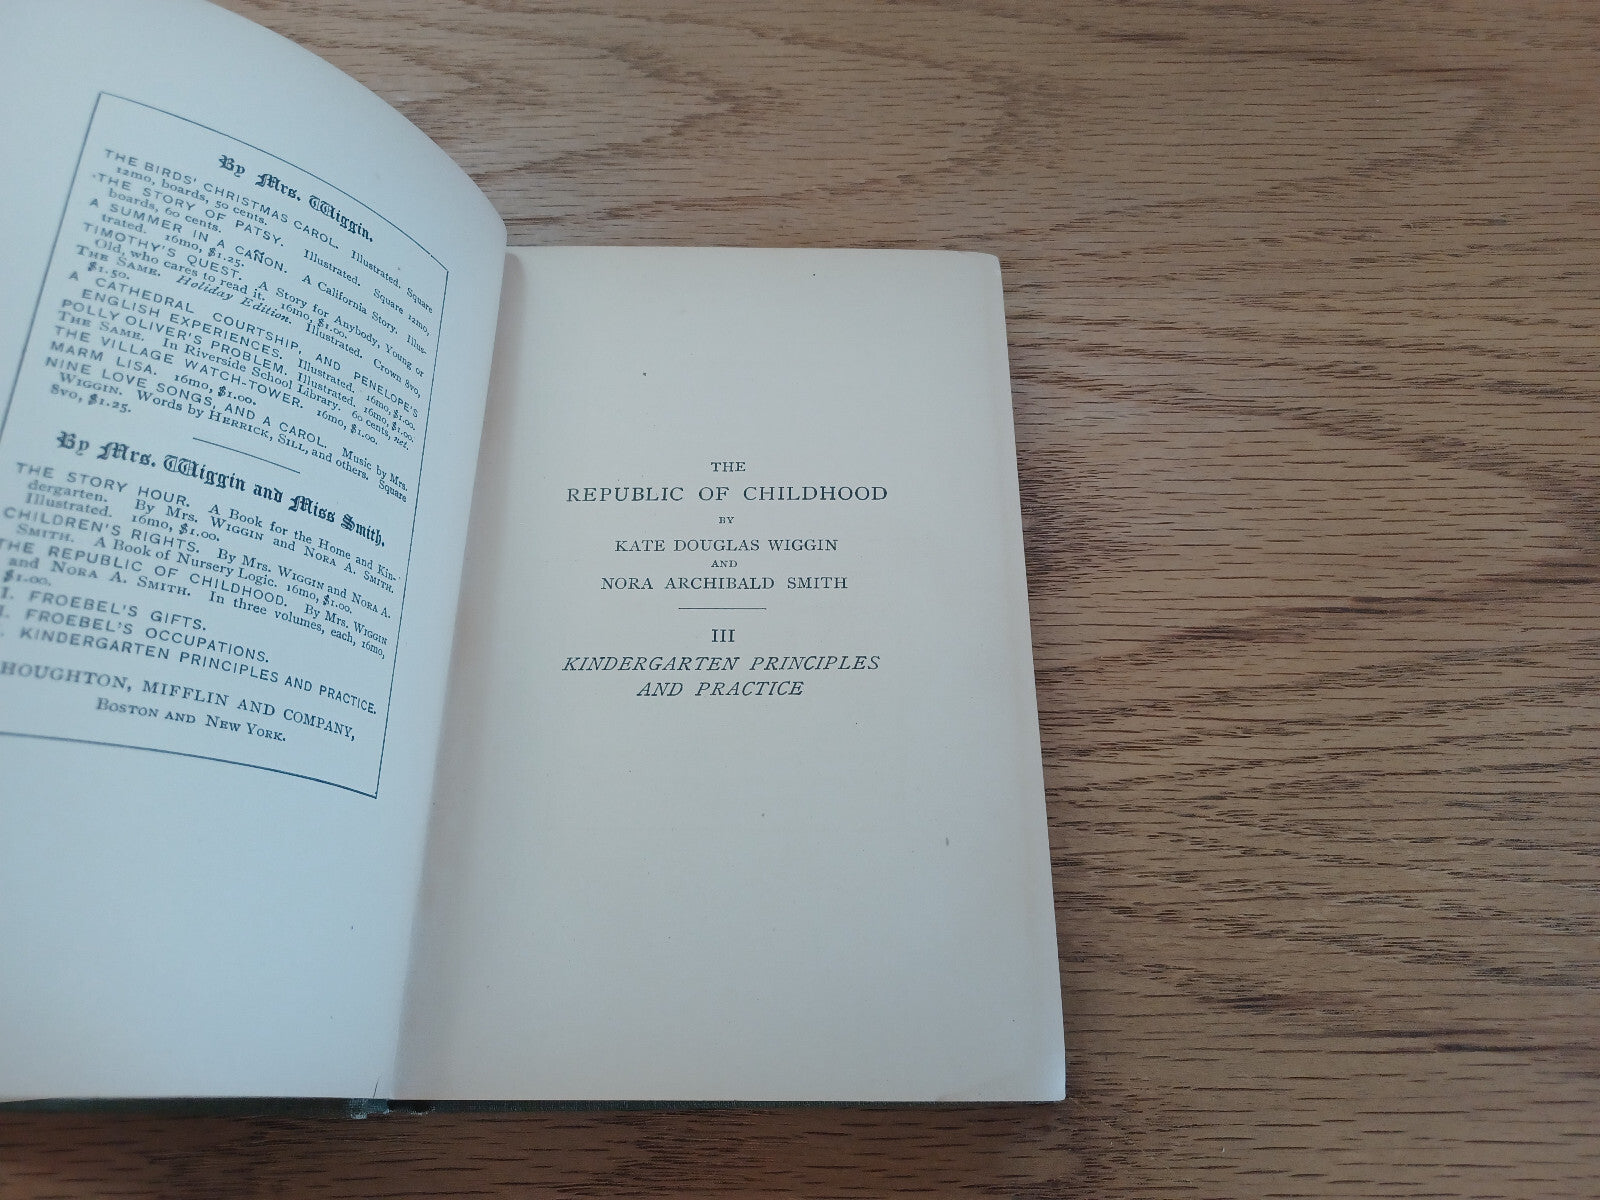 By Mrs. Wiggin.
THE BIRDS' CHRISTMAS CAROL. Illustrated. Square
12mo, boards, 50 cents.
THE STORY OF PATSY. Illustrated. Square 12mo,
boards, 60 cents.
A SUMMER IN A CAÑON. A California Story. Illus-
trated. 16mo, $1.25.
TIMOTHY'S QUEST. A Story for Anybody, Young or
Old, who cares to read it. 16mo, $1.00.
THE SAME. Holiday Edition. Illustrated. Crown 8vo,
$1.50.
A CATHEDRAL COURTSHIP, AND PENELOPE'S
ENGLISH EXPERIENCES. Illustrated. 16mo, $1.00.
POLLY OLIVER'S PROBLEM. Illustrated. 16mo, $1.00.
THE SAME. In Riverside School Library. 60 cents, net.
THE VILLAGE WATCH-TOWER. 16mo, $1.00.
MARM LISA. 16mo, $1.00.
NINE LOVE SONGS, AND A CAROL. Music by Mrs.
WIGGIN. Words by HERRICK, SILL, and others. Square
8vo, $1.25.
By Mrs. Wiggin and Miss Smith.
THE STORY HOUR. A Book for the Home and Kin-
dergarten. By Mrs. WIGGIN and NORA A. SMITH.
Illustrated. 16mo, $1.00.
CHILDREN'S RIGHTS. By Mrs. WIGGIN and NORA A.
SMITH. A Book of Nursery Logic. 16mo, $1.00.
THE REPUBLIC OF CHILDHOOD. By Mrs. WIGGIN
and NORA A. SMITH. In three volumes, each, 16mo,
$1.00.
I. FROEBEL'S GIFTS.
I. FROEBEL'S OCCUPATIONS.
. KINDERGARTEN PRINCIPLES AND PRACTICE.
HOUGHTON, MIFFLIN AND COMPANY,
BOSTON AND NEW YORK.
THE
REPUBLIC OF CHILDHOOD
BY
KATE DOUGLAS WIGGIN
AND
NORA ARCHIBALD SMITH
III
KINDERGARTEN PRINCIPLES
AND PRACTICE